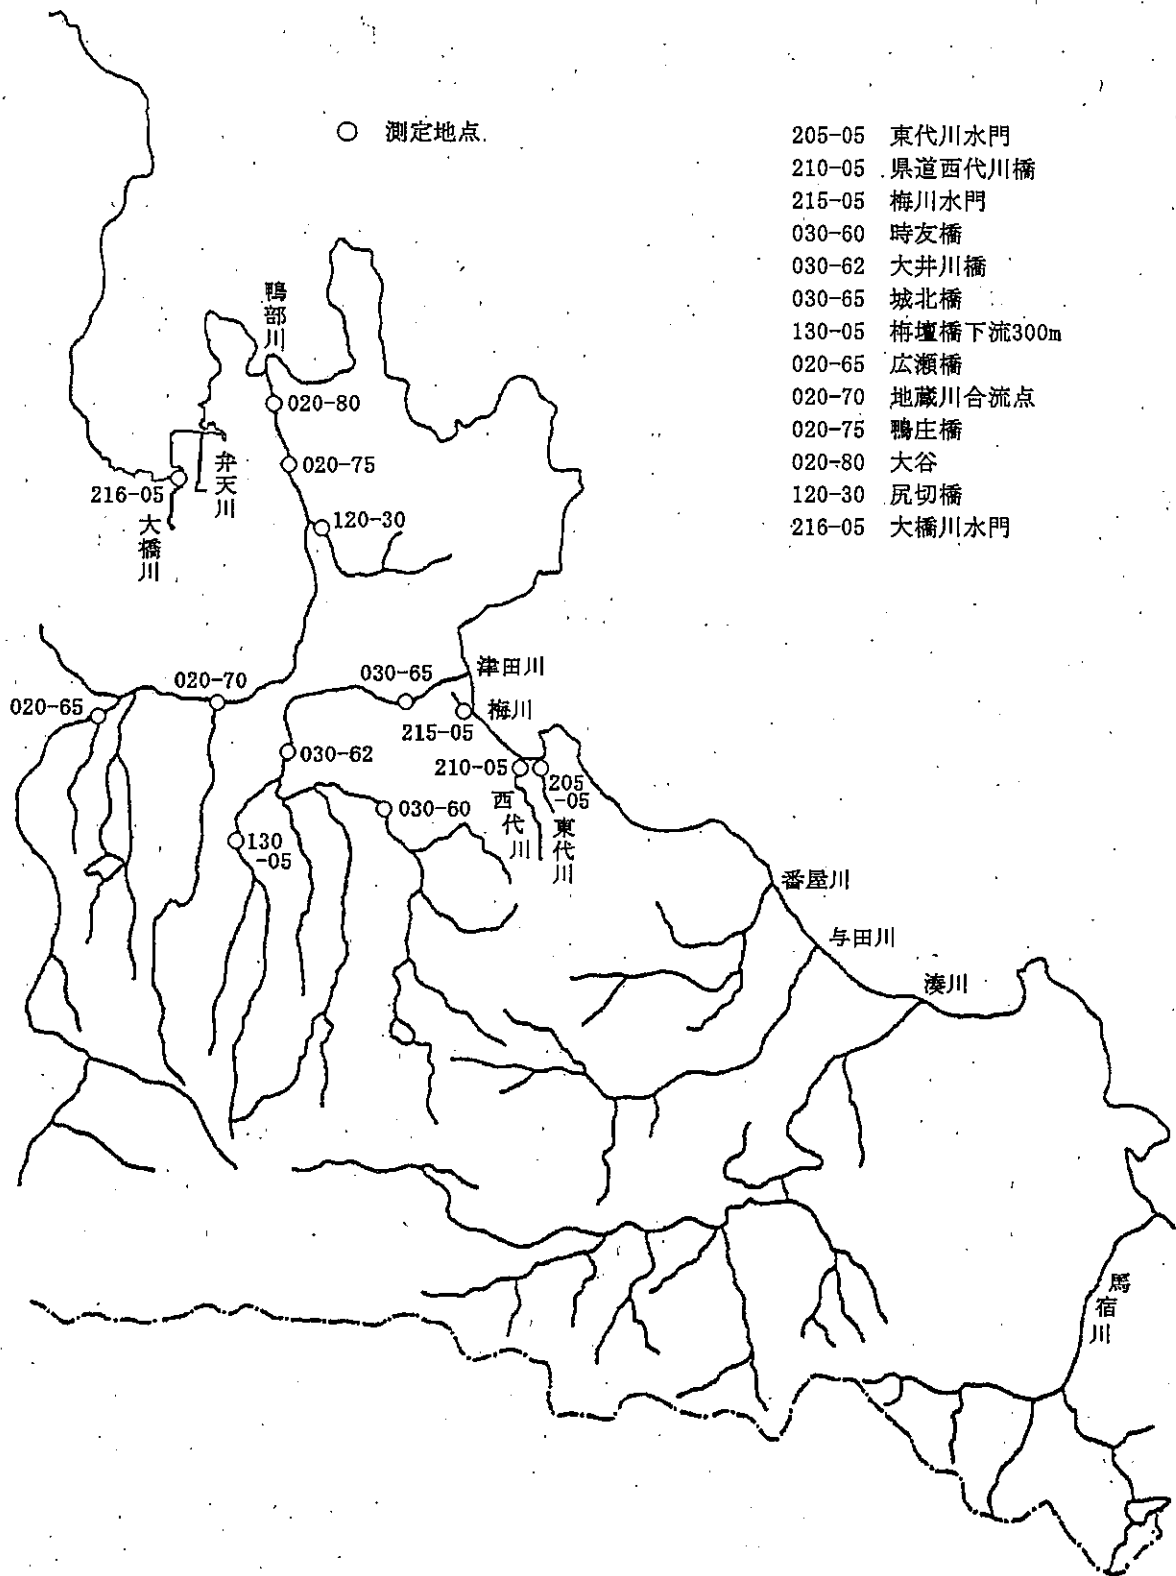 ○ 測定地点
205-05 東代川水門
210-05 県道西代川橋
215-05 梅川水門
030-60 時友橋
030-62 大井川橋
030-65 城北橋
130-05 栴壇橋下流300m
020-65 広瀬橋
020-70 地蔵川合流点
020-75 鴨庄橋
020-80 大谷
120-30 尻切橋
216-05 大橋川水門
鴨部川
020-80
020-75
弁天川
216-05
大橋川
120-30
津田川
030-65
020-70
020-65
梅川
215-05
030-62
210-05
205
-05
西代川
東代川
030-60
130
-05
番屋川
与田川
湊川
馬宿川